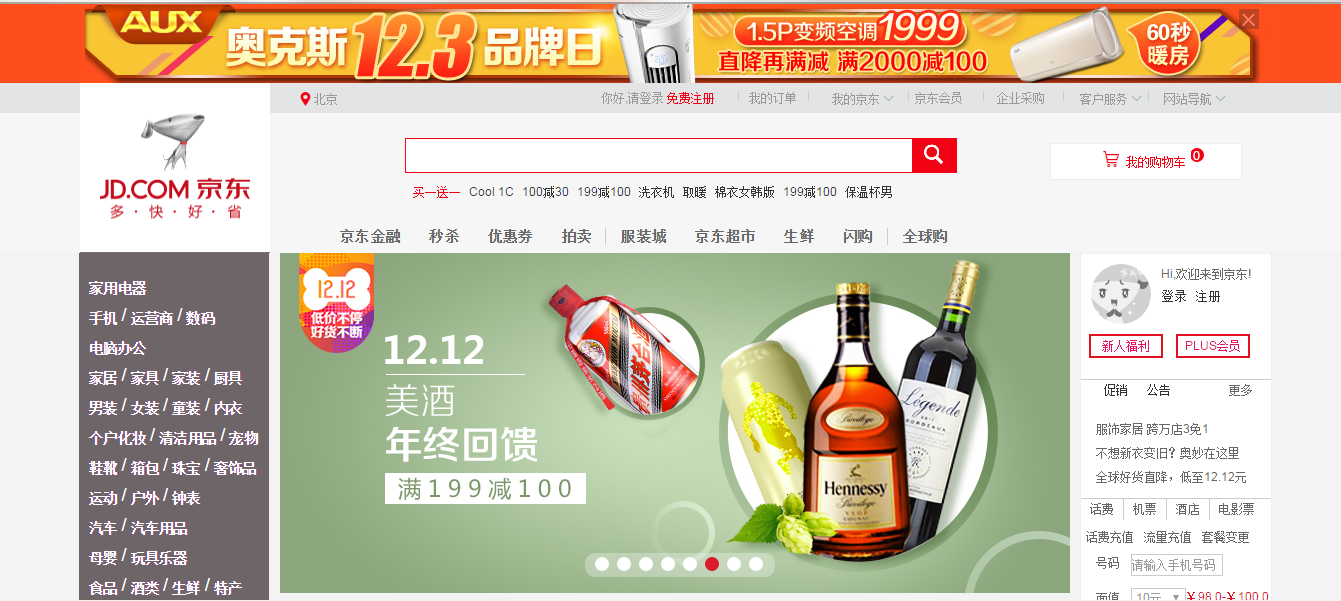 AUX 奥克斯 12.3 品牌日 1.5P变频空调1999
直降再满减 满2000减100 60秒
暖房
北京 你好,请登录 免费注册 我的订单 我的京东 京东会员 企业采购 客户服务 网站导航
JD.COM 京东
多·快·好·省
我的购物车 0
买一送一 Cool 1C 100减30 199减100 洗衣机 取暖 棉衣女韩版 199减100 保温杯男
京东金融 秒杀 优惠券 拍卖 服装城 京东超市 生鲜 闪购 全球购
家用电器
手机 / 运营商 / 数码
电脑办公
家居 / 家具 / 家装 / 厨具
男装 / 女装 / 童装 / 内衣
个户化妆 / 清洁用品 / 宠物
鞋靴 / 箱包 / 珠宝 / 奢饰品
运动 / 户外 / 钟表
汽车 / 汽车用品
母婴 / 玩具乐器
食品 / 酒类 / 生鲜 / 特产
12.12
低价不停
好货不断
12.12
美酒
年终回馈
满199减100
Hennessy
Privilege
V.S.O.P
Légende
BORDEAUX
Hi,欢迎来到京东!
登录 注册
新人福利 PLUS会员
促销 公告 更多
服饰家居 跨万店3免1
不想新衣变旧? 奥妙在这里
全球好货直降，低至12.12元
话费 机票 酒店 电影票
话费充值 流量充值 套餐变更
号码 请输入手机号码
面值 10元 ¥98.0-¥100.0